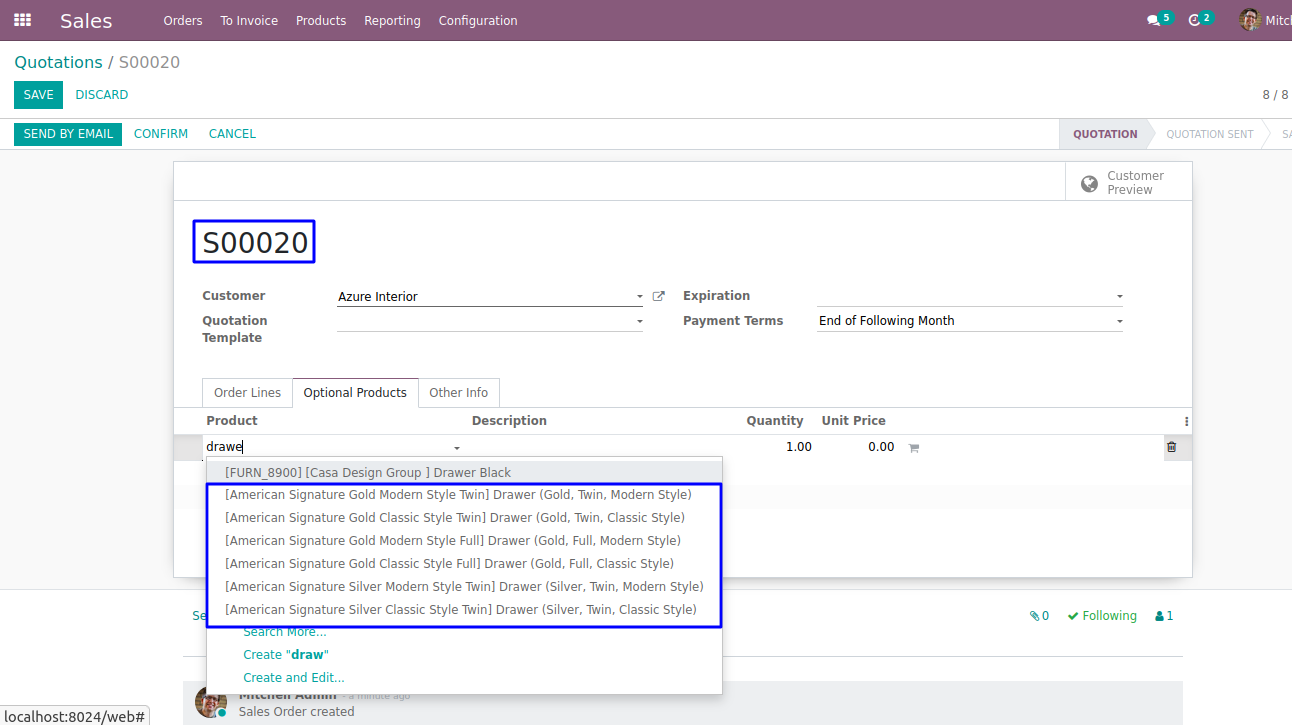 Sales
Orders
To Invoice
Products
Reporting
Configuration
5
2
Mitc
Quotations / S00020
SAVE
DISCARD
8 / 8
SEND BY EMAIL
CONFIRM
CANCEL
QUOTATION
QUOTATION SENT
SA
Customer
Preview
S00020
Customer
Azure Interior
Expiration
Quotation
Template
Payment Terms
End of Following Month
Order Lines
Optional Products
Other Info
Product
Description
Quantity
Unit Price
drawe
1.00
0.00
[FURN_8900] [Casa Design Group ] Drawer Black
[American Signature Gold Modern Style Twin] Drawer (Gold, Twin, Modern Style)
[American Signature Gold Classic Style Twin] Drawer (Gold, Twin, Classic Style)
[American Signature Gold Modern Style Full] Drawer (Gold, Full, Modern Style)
[American Signature Gold Classic Style Full] Drawer (Gold, Full, Classic Style)
[American Signature Silver Modern Style Twin] Drawer (Silver, Twin, Modern Style)
[American Signature Silver Classic Style Twin] Drawer (Silver, Twin, Classic Style)
Search More...
Create "draw"
Create and Edit...
Se
0
Following
1
Mitchell Admin - a minute ago
Sales Order created
localhost:8024/web#